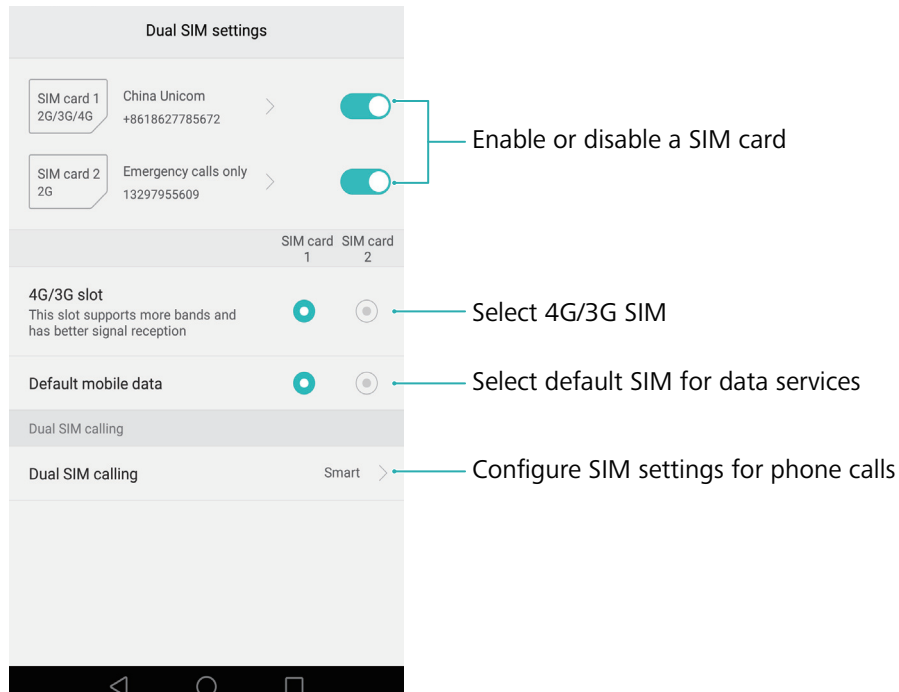 Dual SIM settings
SIM card 1
2G/3G/4G
China Unicom
+8618627785672
Enable or disable a SIM card
SIM card 2
2G
Emergency calls only
13297955609
SIM card 1
SIM card 2
4G/3G slot
This slot supports more bands and
has better signal reception
Select 4G/3G SIM
Default mobile data
Select default SIM for data services
Dual SIM calling
Dual SIM calling
Smart
Configure SIM settings for phone calls